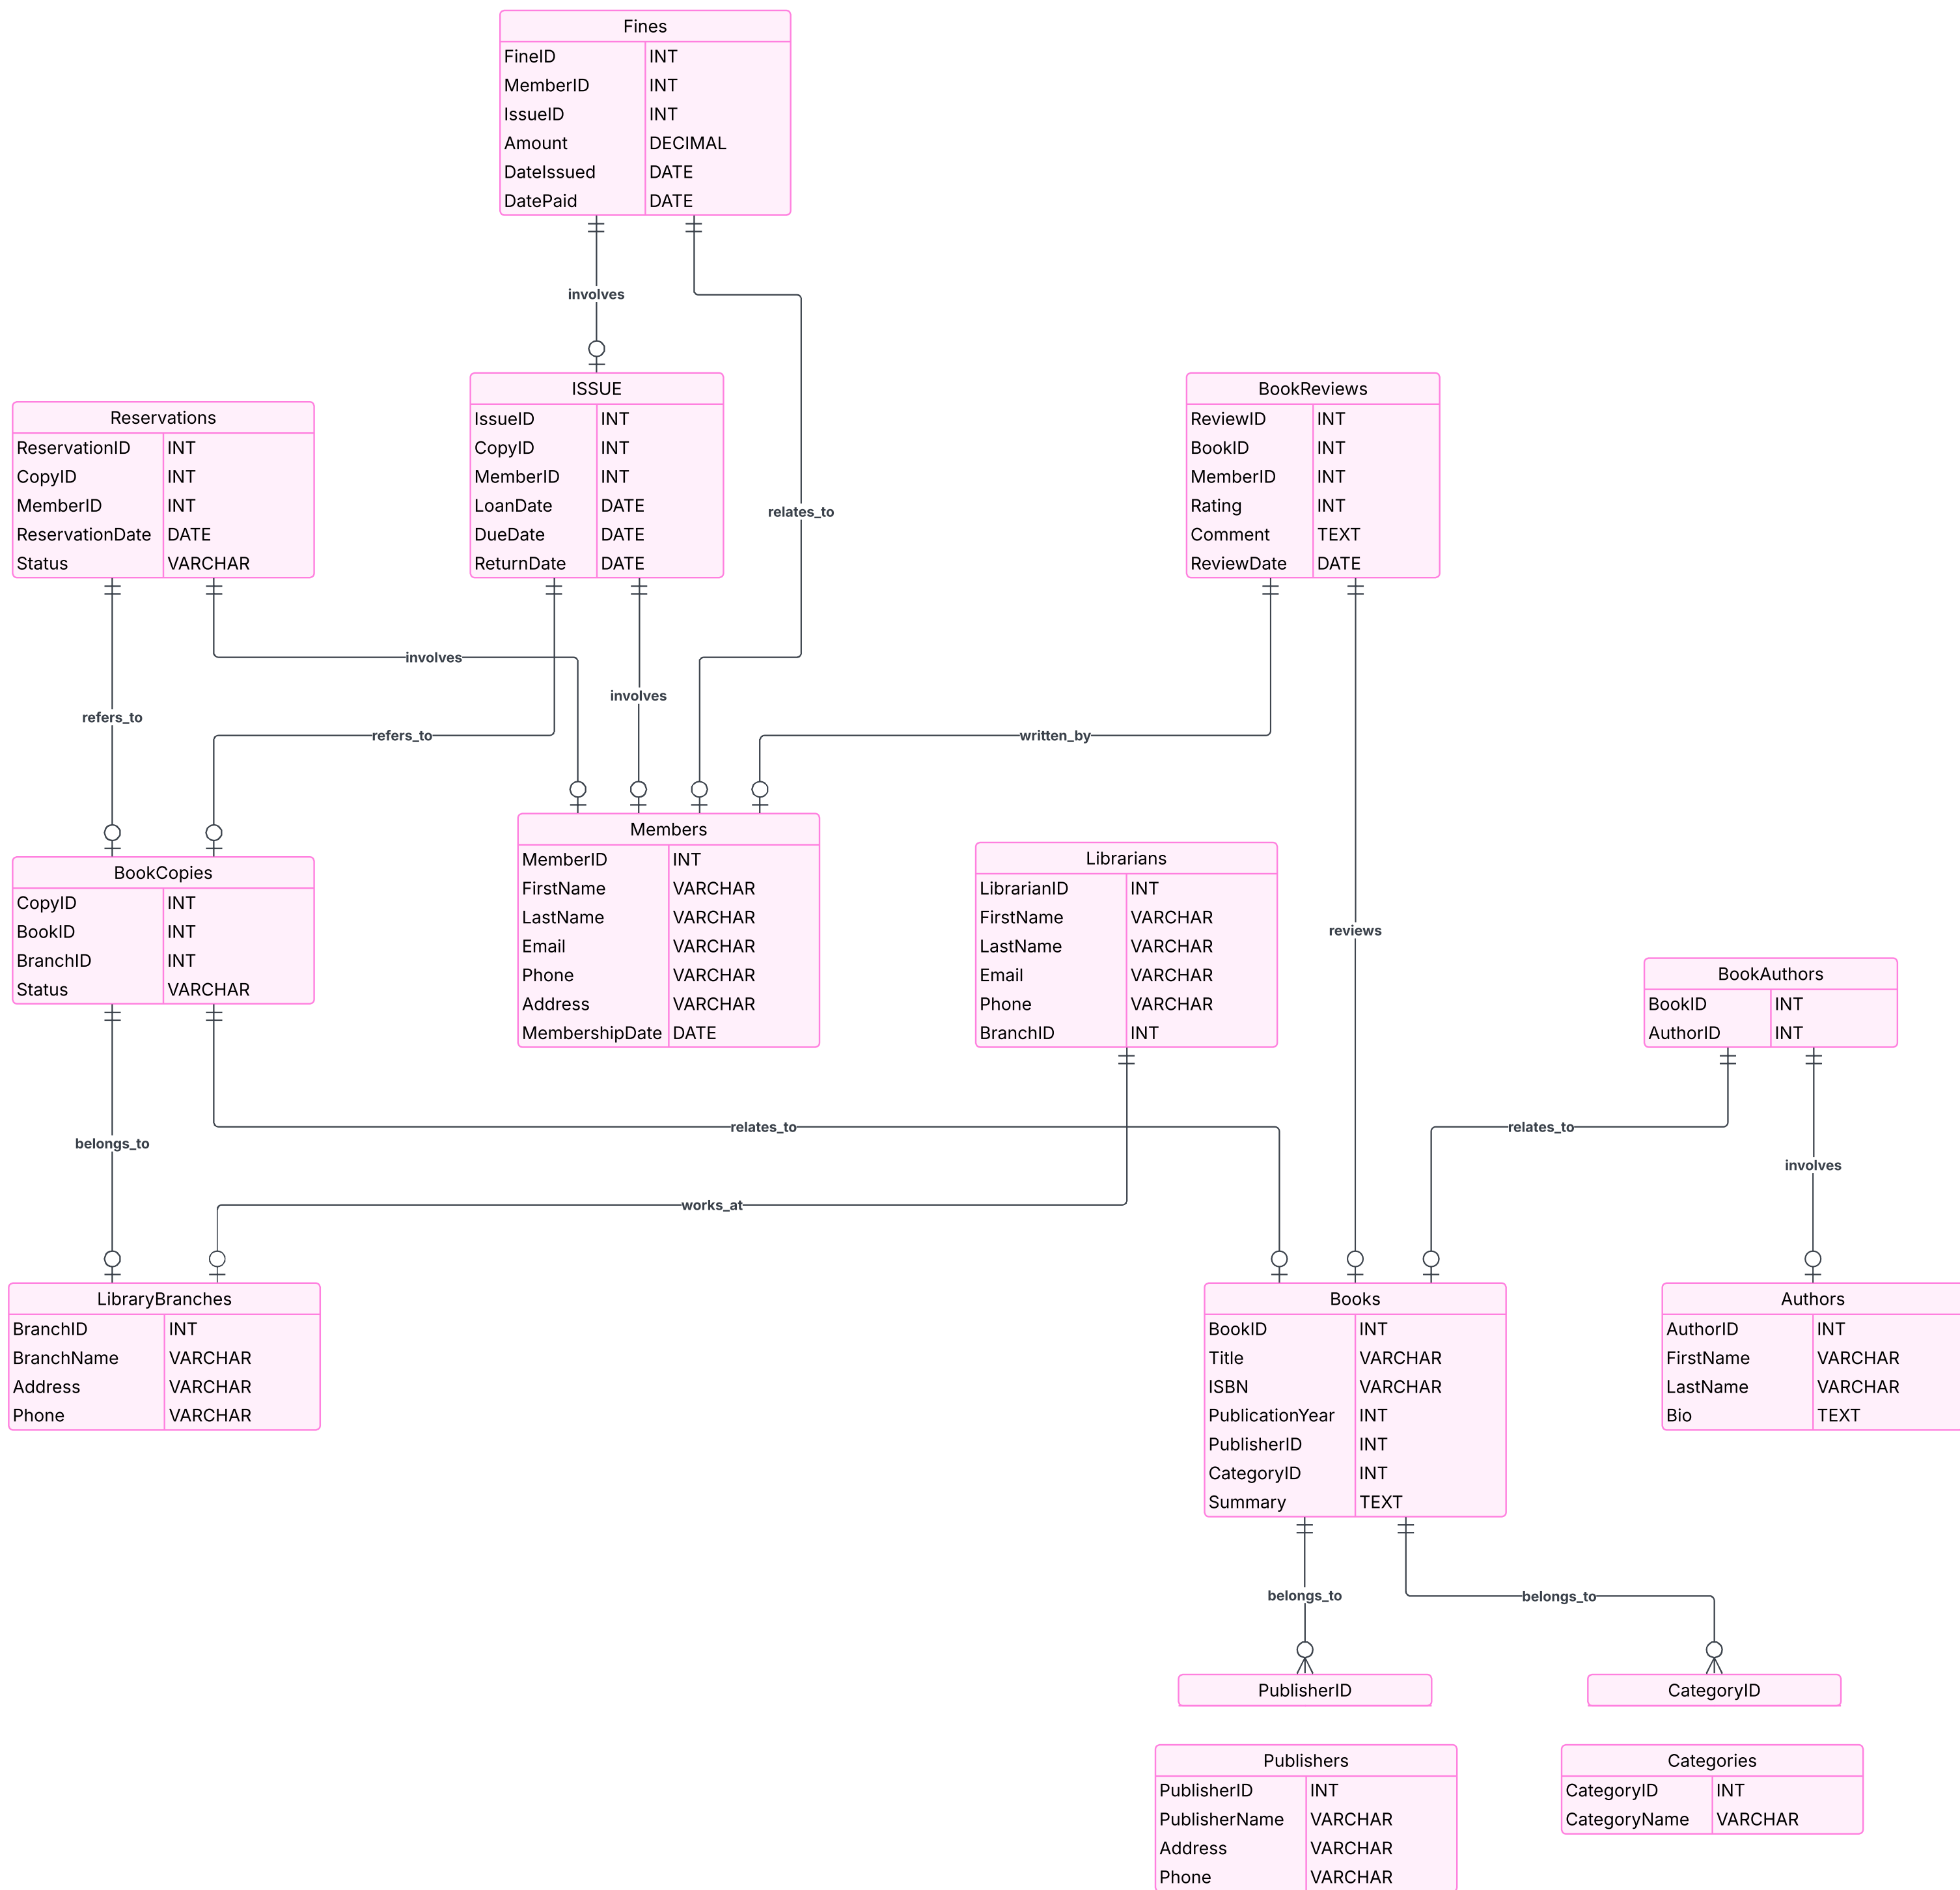 Fines
FineID INT
MemberID INT
IssueID INT
Amount DECIMAL
DateIssued DATE
DatePaid DATE
involves
relates_to
Reservations
ReservationID INT
CopyID INT
MemberID INT
ReservationDate DATE
Status VARCHAR
ISSUE
IssueID INT
CopyID INT
MemberID INT
LoanDate DATE
DueDate DATE
ReturnDate DATE
BookReviews
ReviewID INT
BookID INT
MemberID INT
Rating INT
Comment TEXT
ReviewDate DATE
involves
involves
refers_to
refers_to
written_by
reviews
BookCopies
CopyID INT
BookID INT
BranchID INT
Status VARCHAR
Members
MemberID INT
FirstName VARCHAR
LastName VARCHAR
Email VARCHAR
Phone VARCHAR
Address VARCHAR
MembershipDate DATE
Librarians
LibrarianID INT
FirstName VARCHAR
LastName VARCHAR
Email VARCHAR
Phone VARCHAR
BranchID INT
BookAuthors
BookID INT
AuthorID INT
belongs_to
relates_to
works_at
relates_to
involves
LibraryBranches
BranchID INT
BranchName VARCHAR
Address VARCHAR
Phone VARCHAR
Books
BookID INT
Title VARCHAR
ISBN VARCHAR
PublicationYear INT
PublisherID INT
CategoryID INT
Summary TEXT
Authors
AuthorID INT
FirstName VARCHAR
LastName VARCHAR
Bio TEXT
belongs_to
belongs_to
PublisherID
CategoryID
Publishers
PublisherID INT
PublisherName VARCHAR
Address VARCHAR
Phone VARCHAR
Categories
CategoryID INT
CategoryName VARCHAR